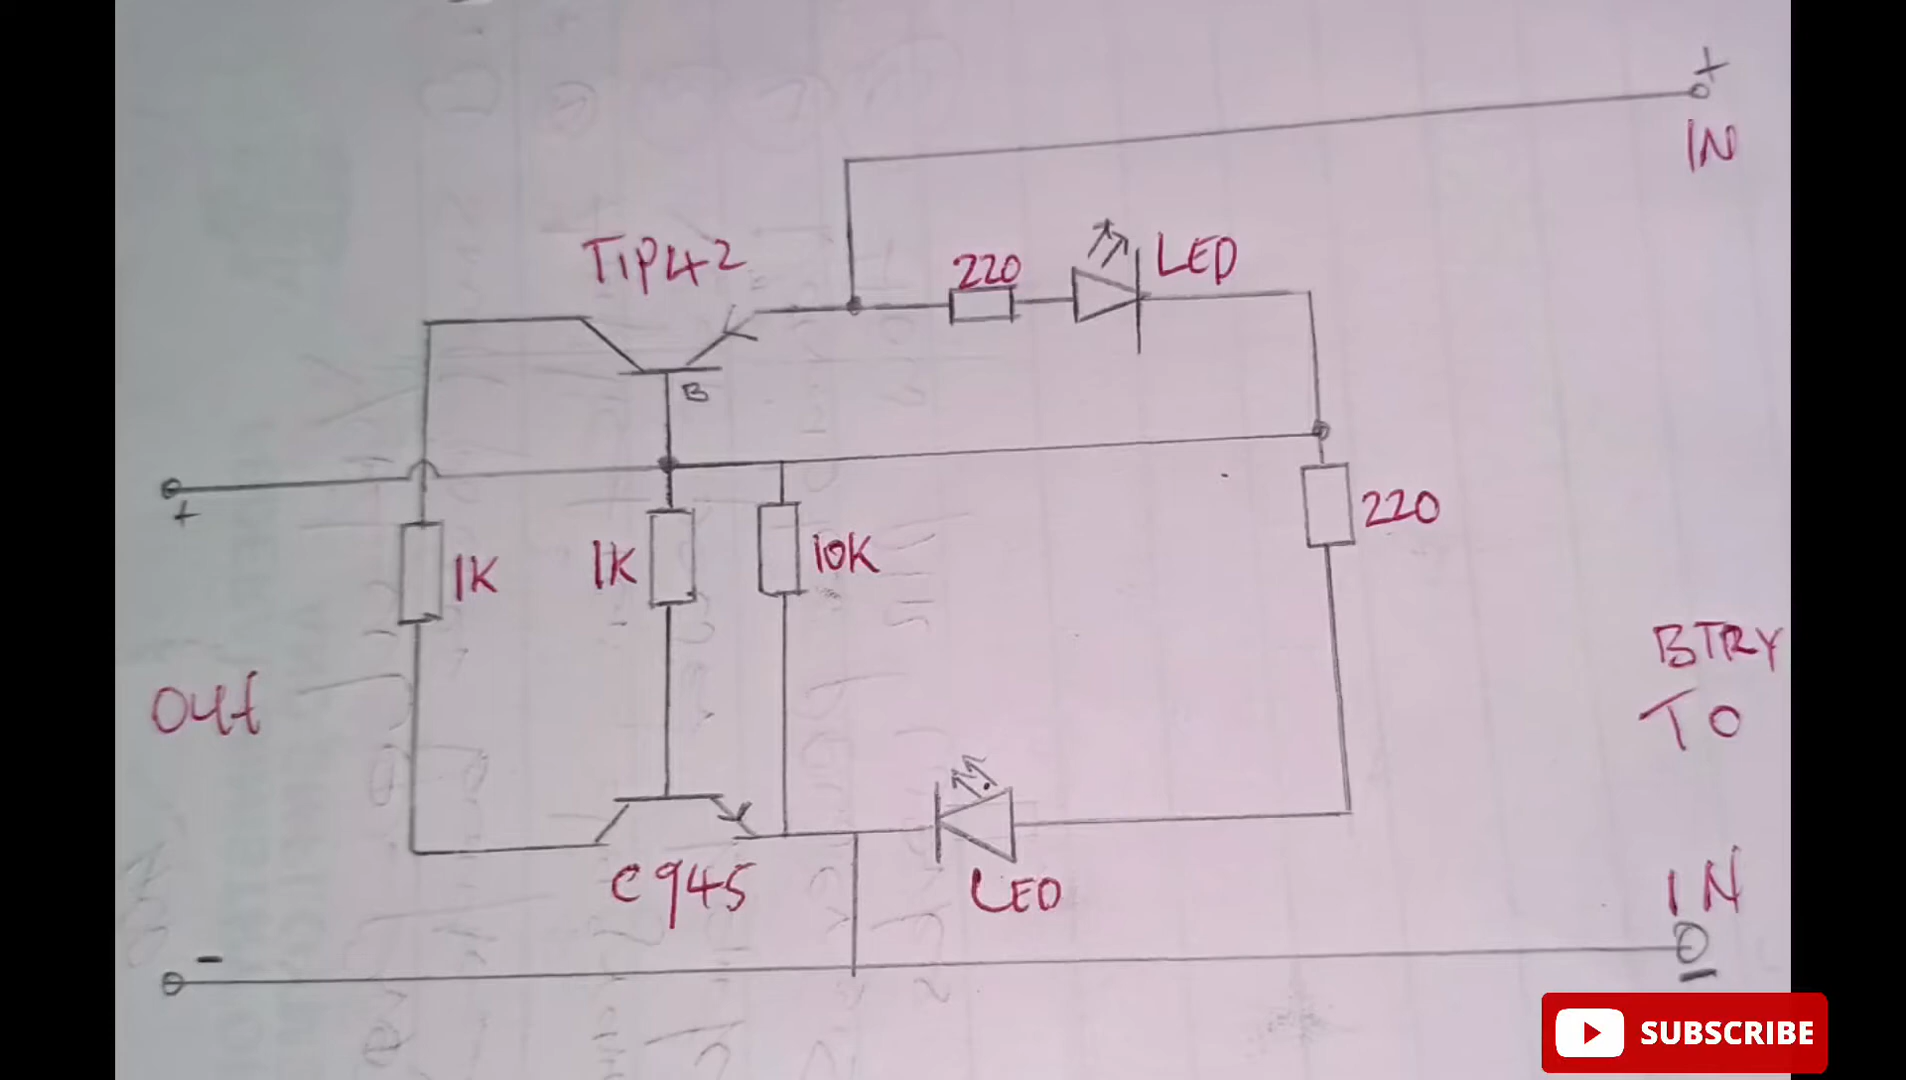 +
IN
TIP42
220
LED
B
+
1K
1K
10K
220
Out
BTRY
TO
C945
LED
IN
-
-
SUBSCRIBE